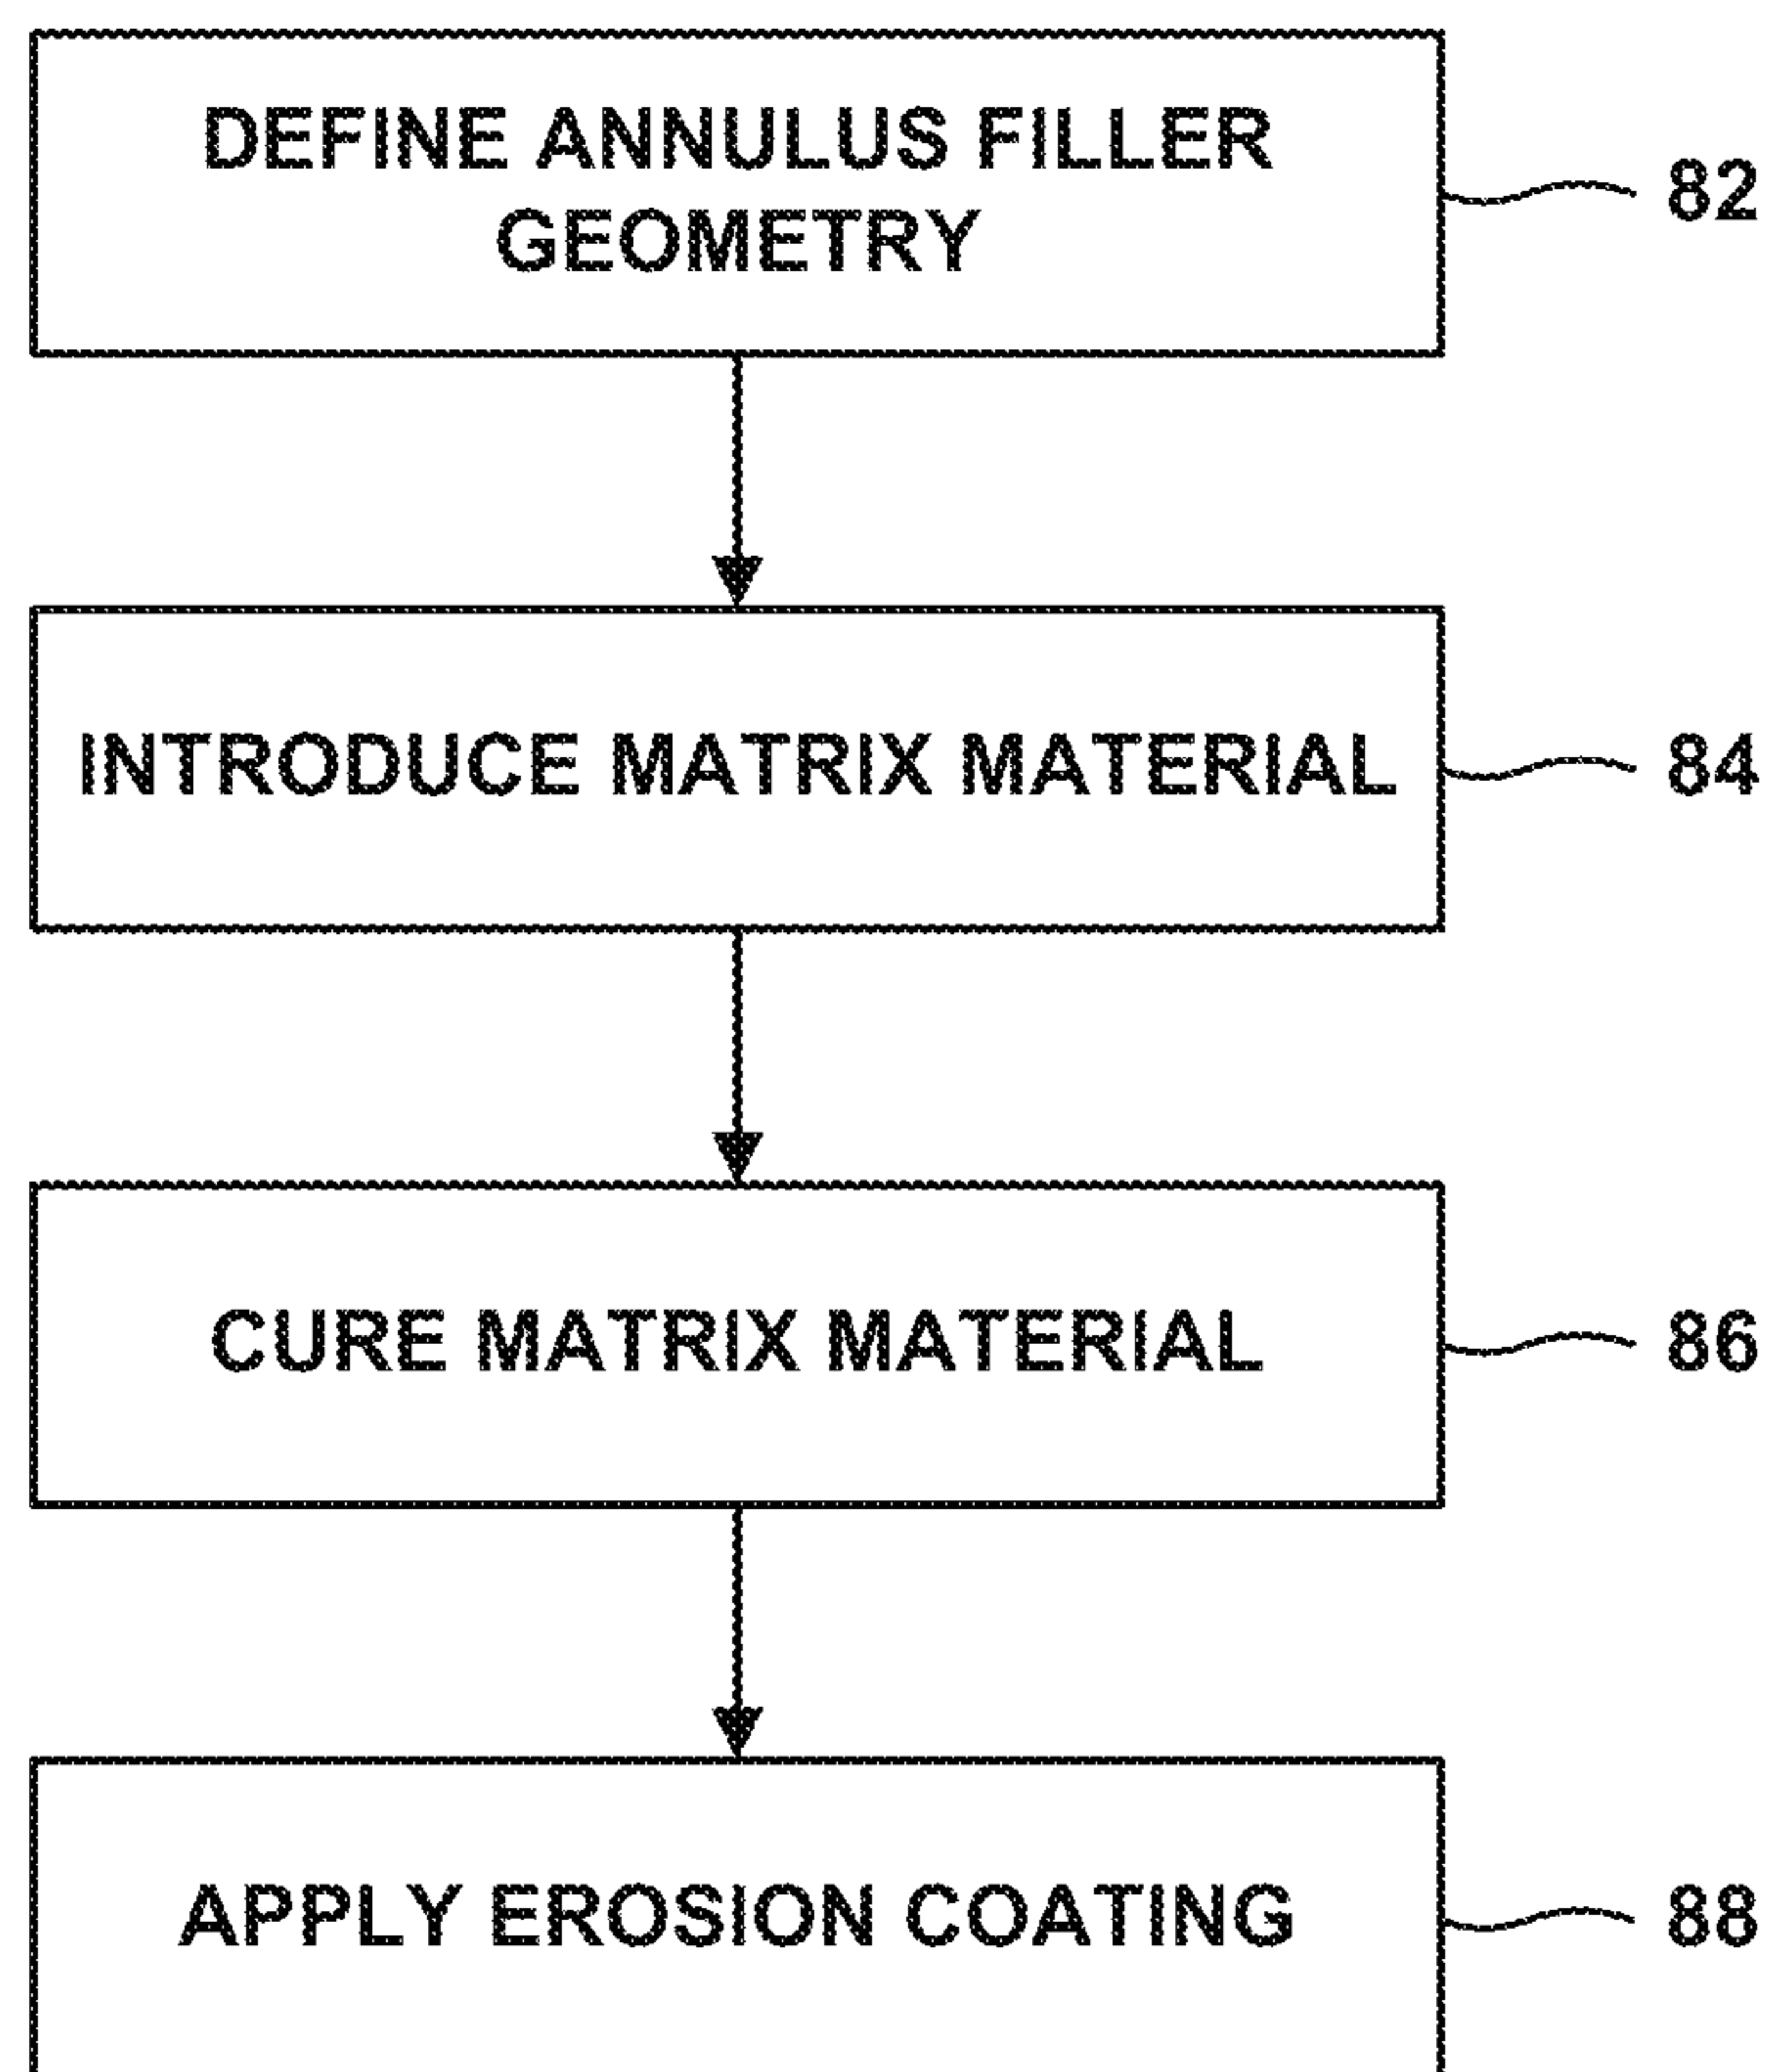 DEFINE ANNULUS FILLER
GEOMETRY
82
INTRODUCE MATRIX MATERIAL
84
CURE MATRIX MATERIAL
86
APPLY EROSION COATING
88